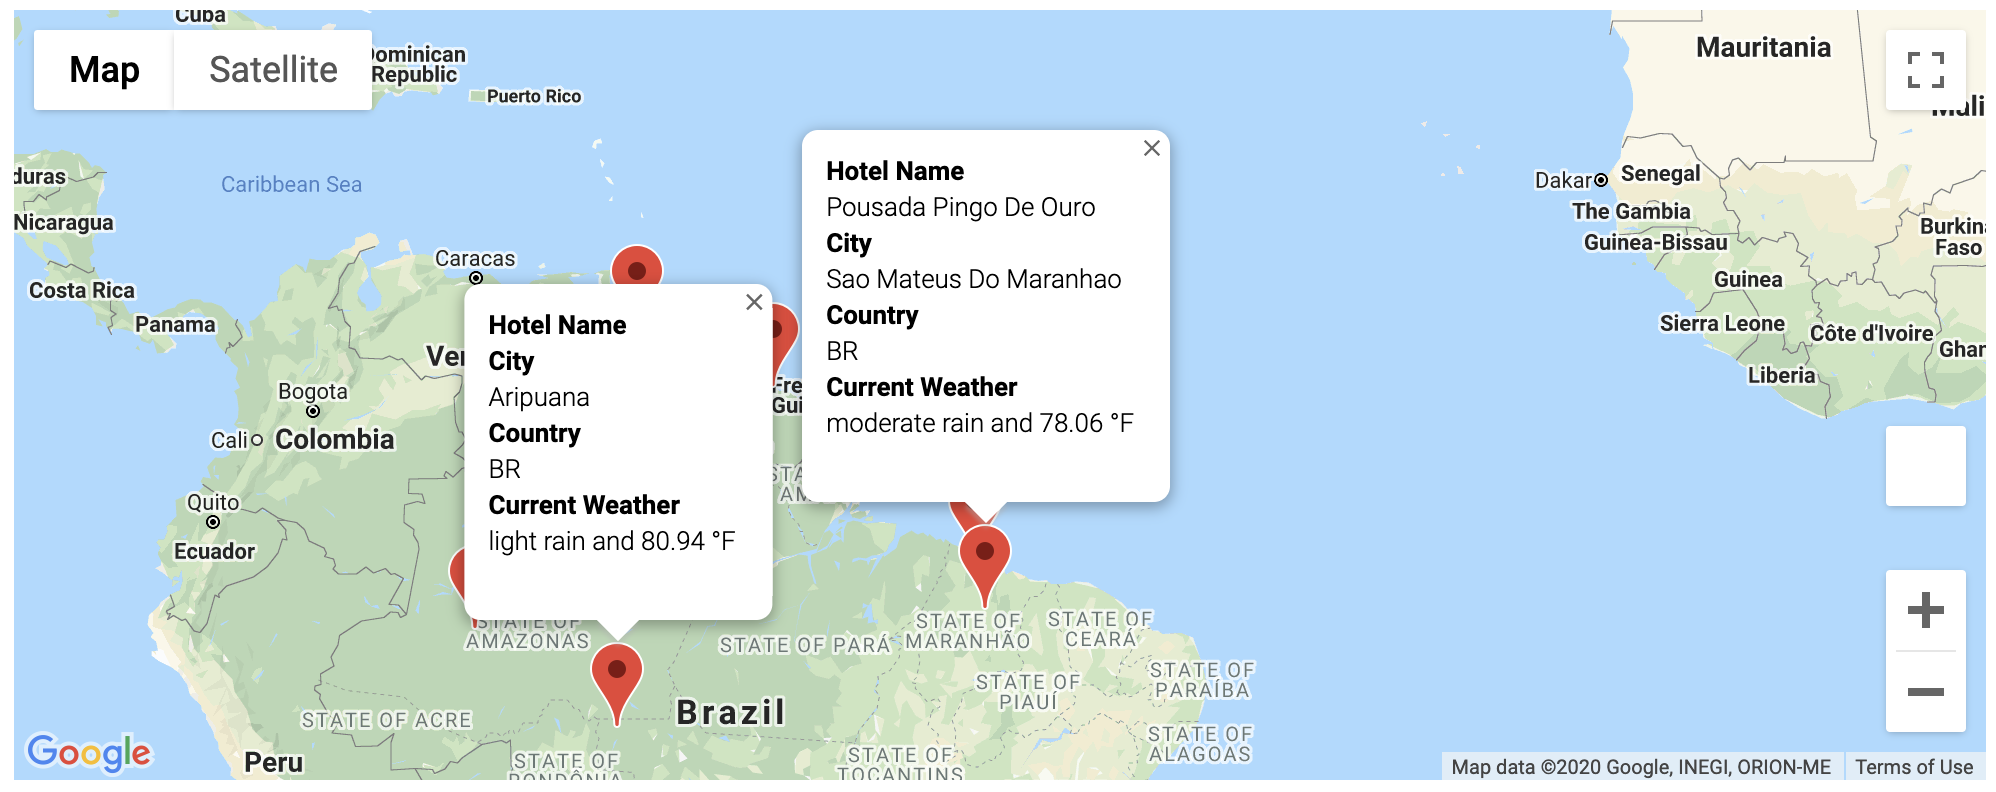 Cuba
Map
Satellite
Dominican
Republic
Puerto Rico
Mauritania
Mali
Caribbean Sea
duras
Nicaragua
Costa Rica
Panama
Caracas
Ver
Bogota
Cali
Colombia
Quito
Ecuador
Peru
Hotel Name
City
Aripuana
Country
BR
Current Weather
light rain and 80.94 °F
Hotel Name
Pousada Pingo De Ouro
City
Sao Mateus Do Maranhao
Country
BR
Current Weather
moderate rain and 78.06 °F
Fre
Gui
STA
AM
Dakar
Senegal
The Gambia
Guinea-Bissau
Burkina
Faso
Guinea
Sierra Leone
Côte d'Ivoire
Ghan
Liberia
STATE OF
AMAZONAS
STATE OF PARÁ
STATE OF
MARANHÃO
STATE OF
CEARÁ
STATE OF
PIAUÍ
STATE OF
PARAÍBA
STATE OF ACRE
Brazil
STATE OF
RONDÔNIA
STATE OF
TOCANTINS
STATE OF
ALAGOAS
Google
Map data ©2020 Google, INEGI, ORION-ME
Terms of Use